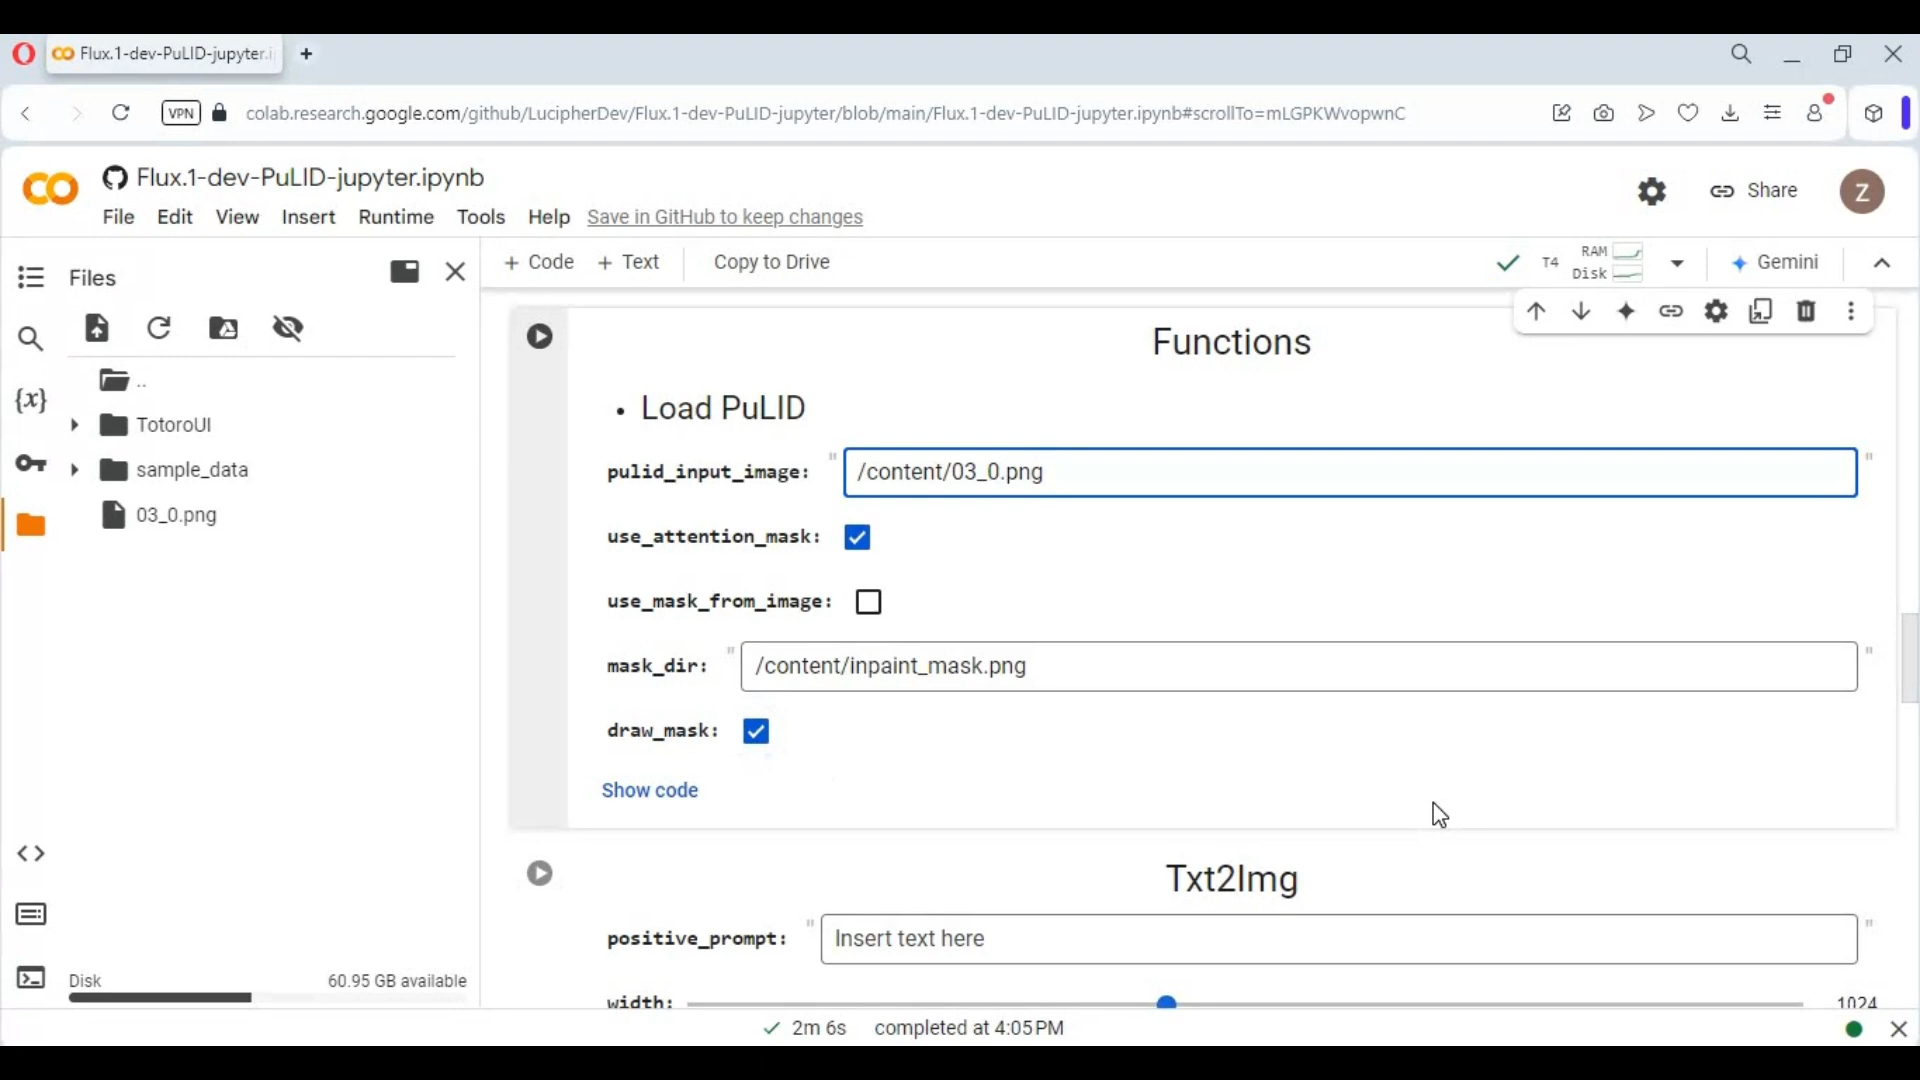 Flux.1-dev-PuLID-jupyter.i
VPN
colab.research.google.com/github/LucipherDev/Flux.1-dev-PuLID-jupyter/blob/main/Flux.1-dev-PuLID-jupyter.ipynb#scrollTo=mLGPKWvopwnC
Flux.1-dev-PuLID-jupyter.ipynb
Share
Z
File Edit View Insert Runtime Tools Help Save in GitHub to keep changes
Files
+ Code + Text Copy to Drive
T4
RAM
Disk
Gemini
{x}
..
TotoroUI
sample_data
03_0.png
Disk 60.95 GB available
Functions
• Load PuLID
pulid_input_image: " /content/03_0.png "
use_attention_mask:
use_mask_from_image:
mask_dir: " /content/inpaint_mask.png "
draw_mask:
Show code
Txt2Img
positive_prompt: " Insert text here "
width: 1024
2m 6s completed at 4:05 PM